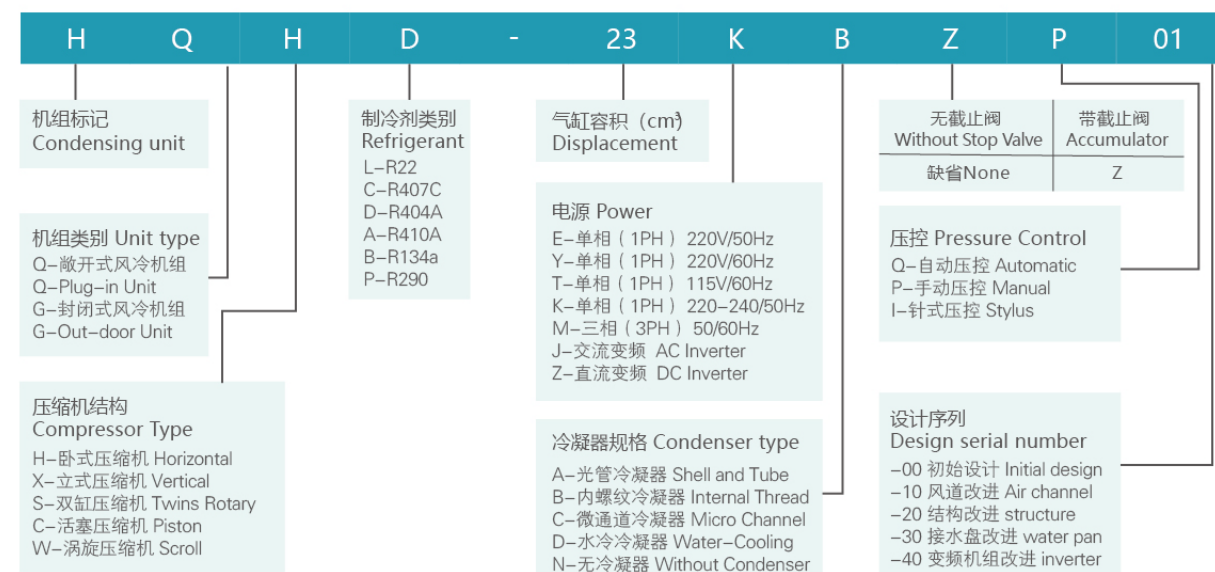 H Q H D - 23 K B Z P 01
机组标记
Condensing unit
机组类别 Unit type
Q-敞开式风冷机组
Q-Plug-in Unit
G-封闭式风冷机组
G-Out-door Unit
压缩机结构
Compressor Type
H-卧式压缩机 Horizontal
X-立式压缩机 Vertical
S-双缸压缩机 Twins Rotary
C-活塞压缩机 Piston
W-涡旋压缩机 Scroll
制冷剂类别
Refrigerant
L-R22
C-R407C
D-R404A
A-R410A
B-R134a
P-R290
气缸容积（cm³）
Displacement
电源 Power
E-单相（1PH）220V/50Hz
Y-单相（1PH）220V/60Hz
T-单相（1PH）115V/60Hz
K-单相（1PH）220-240/50Hz
M-三相（3PH）50/60Hz
J-交流变频 AC Inverter
Z-直流变频 DC Inverter
冷凝器规格 Condenser type
A-光管冷凝器 Shell and Tube
B-内螺纹冷凝器 Internal Thread
C-微通道冷凝器 Micro Channel
D-水冷冷凝器 Water-Cooling
N-无冷凝器 Without Condenser
无截止阀 带截止阀
Without Stop Valve Accumulator
缺省None Z
压控 Pressure Control
Q-自动压控 Automatic
P-手动压控 Manual
I-针式压控 Stylus
设计序列
Design serial number
-00 初始设计 Initial design
-10 风道改进 Air channel
-20 结构改进 structure
-30 接水盘改进 water pan
-40 变频机组改进 inverter